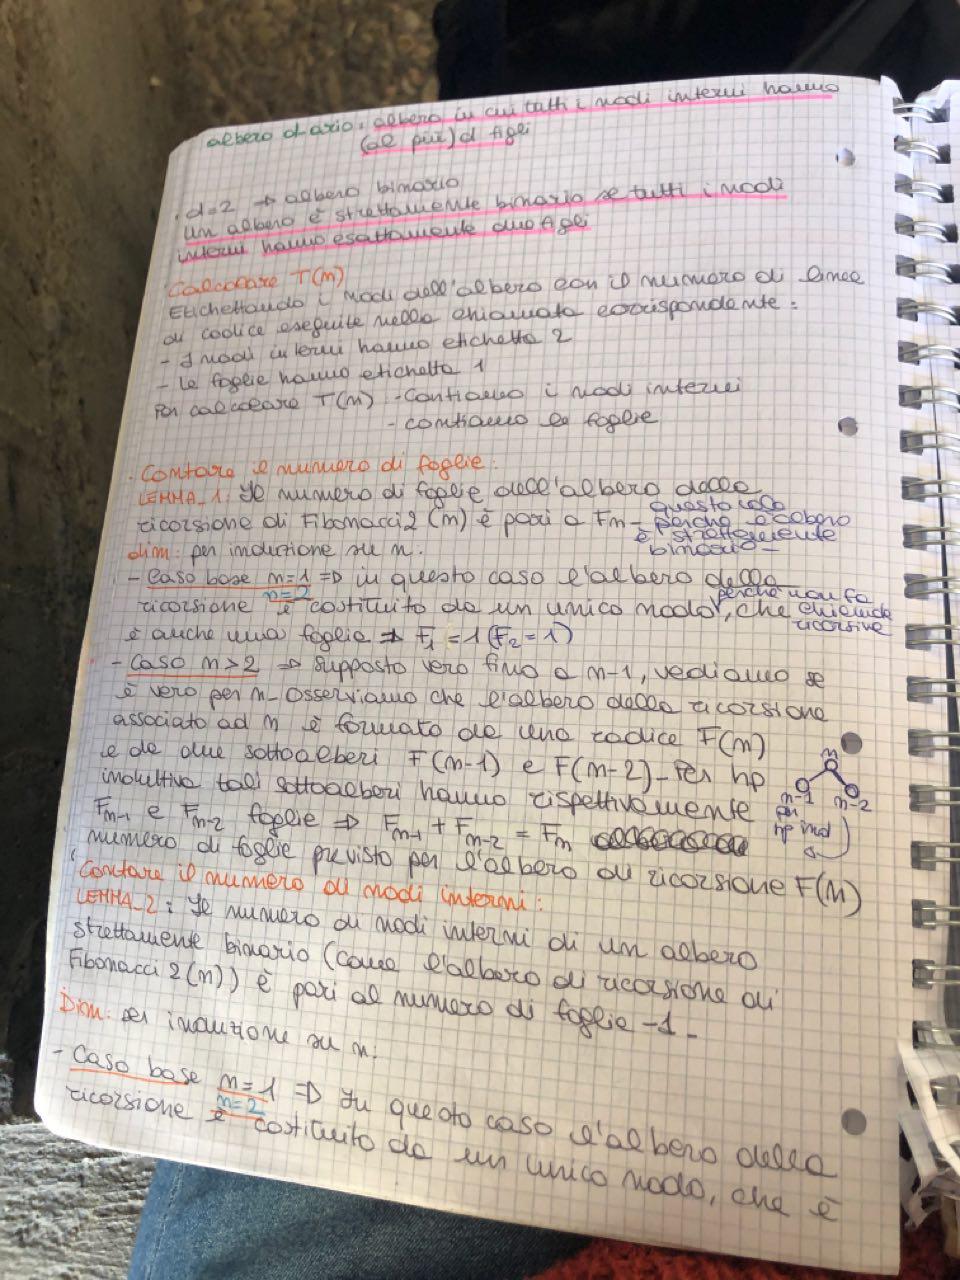 albero d-ario: albero in cui tutti i nodi interni hanno
(al più) d figli
. d=2 → albero binario
un albero è strettamente binario se tutti i nodi
interni hanno esattamente due figli
Calcolare T(n)
Etichettando i nodi dell'albero con il numero di linee
di codice eseguite nella chiamata corrispondente:
- I nodi interni hanno etichetta 2
- Le foglie hanno etichetta 1
Per calcolare T(n) - Contiamo i nodi interni
- contiamo le foglie
. Contare il numero di foglie:
LEMMA_1: Il numero di foglie dell'albero della
ricorsione di Fibonacci2 (n) è pari a Fn -
questo vale
perché l'albero
è strettamente
binario -
dim: per induzione su n:
- Caso base n=1 ⇒ in questo caso l'albero della
n=2
ricorsione è costituito da un unico nodo, che
perché non fa
chiamate
ricorsive
è anche una foglia ⇒ F1 = 1 (F2 = 1)
- Caso n>2 ⇒ supposto vero fino a n-1, vediamo se
è vero per n - Osserviamo che l'albero della ricorsione
associato ad n è formato da una radice F(n)
e da due sottoalberi F(n-1) e F(n-2) - Per hp
induttiva tali sottoalberi hanno rispettivamente
n
n-1 n-2
per
hp ind
Fn-1 e Fn-2 foglie ⇒ Fn-1 + Fn-2 = Fn
numero di foglie previsto per l'albero di ricorsione F(n)
Contare il numero di nodi interni:
LEMMA_2: Il numero di nodi interni di un albero
strettamente binario (come l'albero di ricorsione di
Fibonacci 2(n)) è pari al numero di foglie -1 -
Dim: per induzione su n:
- Caso base n=1 ⇒ In questo caso l'albero della
n=2
ricorsione è costituito da un unico nodo, che è